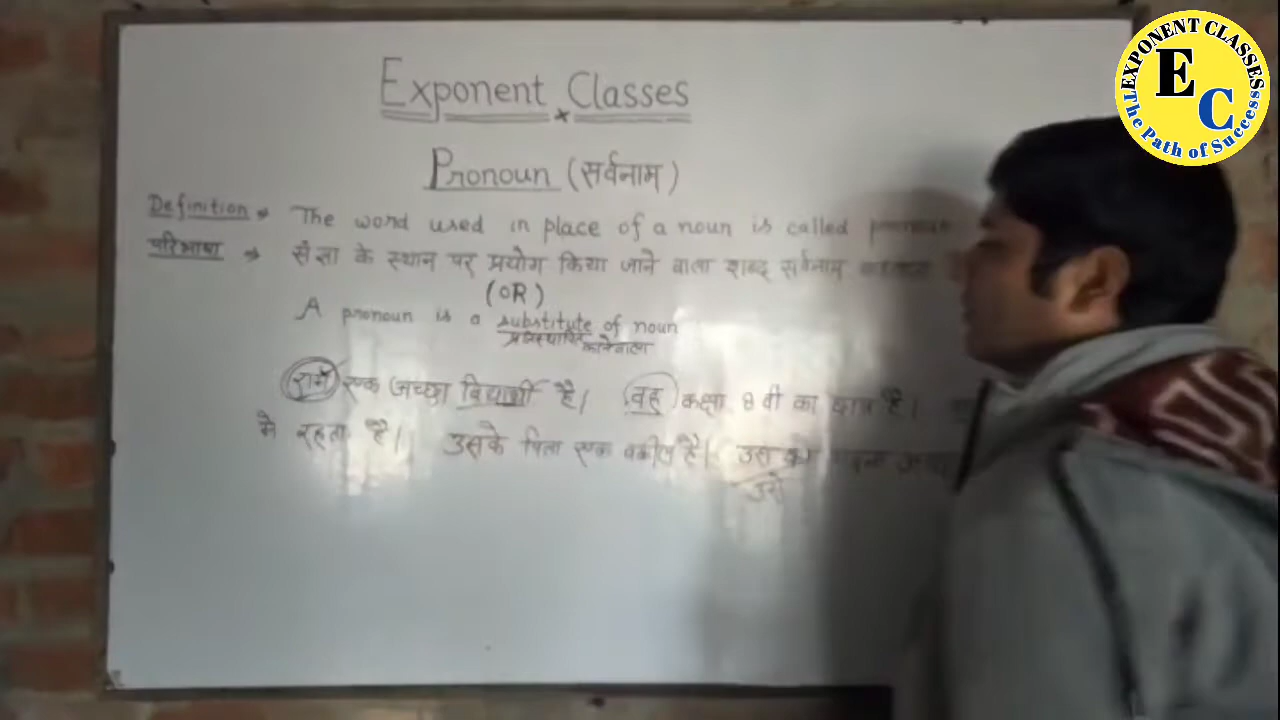 Exponent Classes
Pronoun (सर्वनाम)
Definition → The word used in place of a noun is called pronoun
परिभाषा → संज्ञा के स्थान पर प्रयोग किया जाने वाला शब्द सर्वनाम
(OR)
A pronoun is a substitute of noun
राम एक अच्छा विद्यार्थी है। वह कक्षा 8 वी का छात्र है।
मे रहता है। उसके पिता एक वकील है। उस को
उसे
EXPONENT CLASSES
EC
The Path of Success